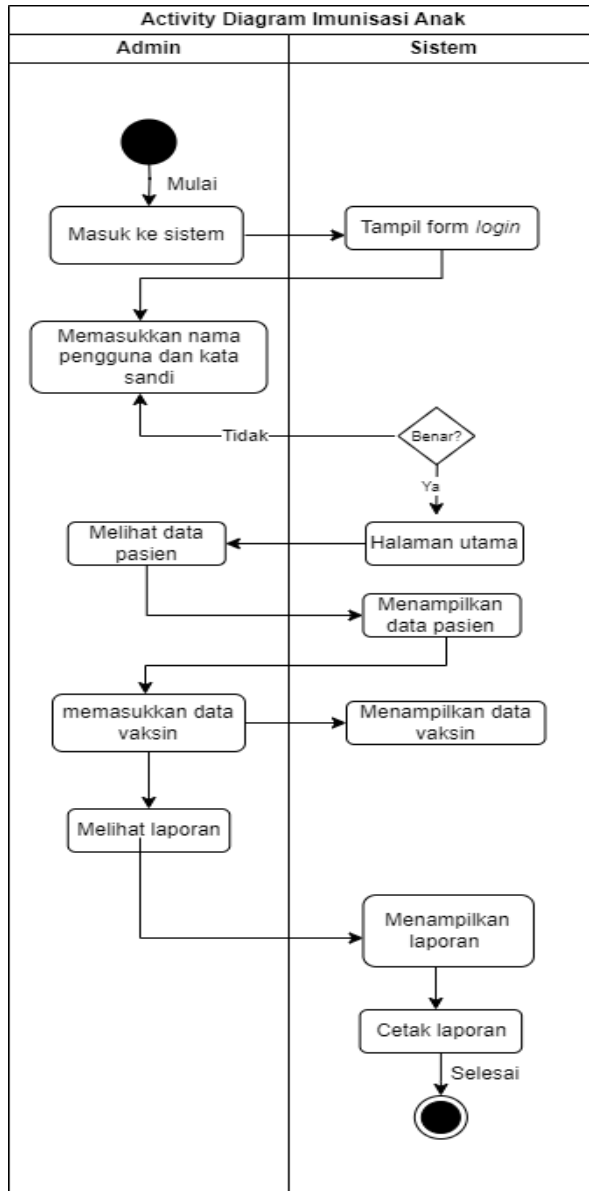 Activity Diagram Imunisasi Anak
Admin
Sistem
Mulai
Masuk ke sistem
Tampil form login
Memasukkan nama
pengguna dan kata
sandi
Tidak
Benar?
Ya
Melihat data
pasien
Halaman utama
Menampilkan
data pasien
memasukkan data
vaksin
Menampilkan data
vaksin
Melihat laporan
Menampilkan
laporan
Cetak laporan
Selesai